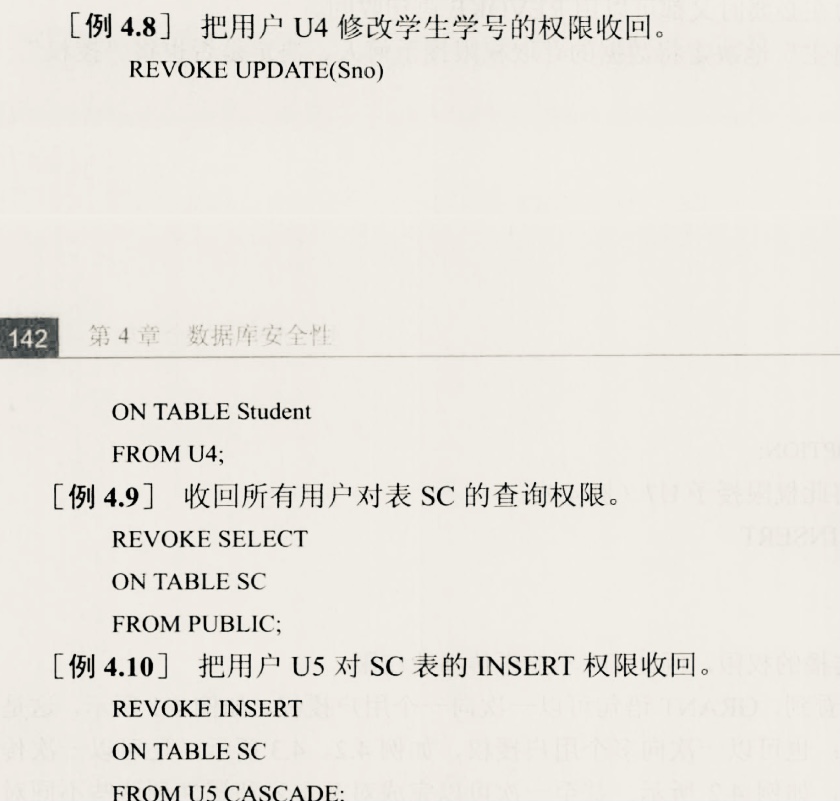 ［例 4.8］ 把用户 U4 修改学生学号的权限收回。
REVOKE UPDATE(Sno)
142 第 4 章 数据库安全性
ON TABLE Student
FROM U4;
［例 4.9］ 收回所有用户对表 SC 的查询权限。
REVOKE SELECT
ON TABLE SC
FROM PUBLIC;
［例 4.10］ 把用户 U5 对 SC 表的 INSERT 权限收回。
REVOKE INSERT
ON TABLE SC
FROM U5 CASCADE;